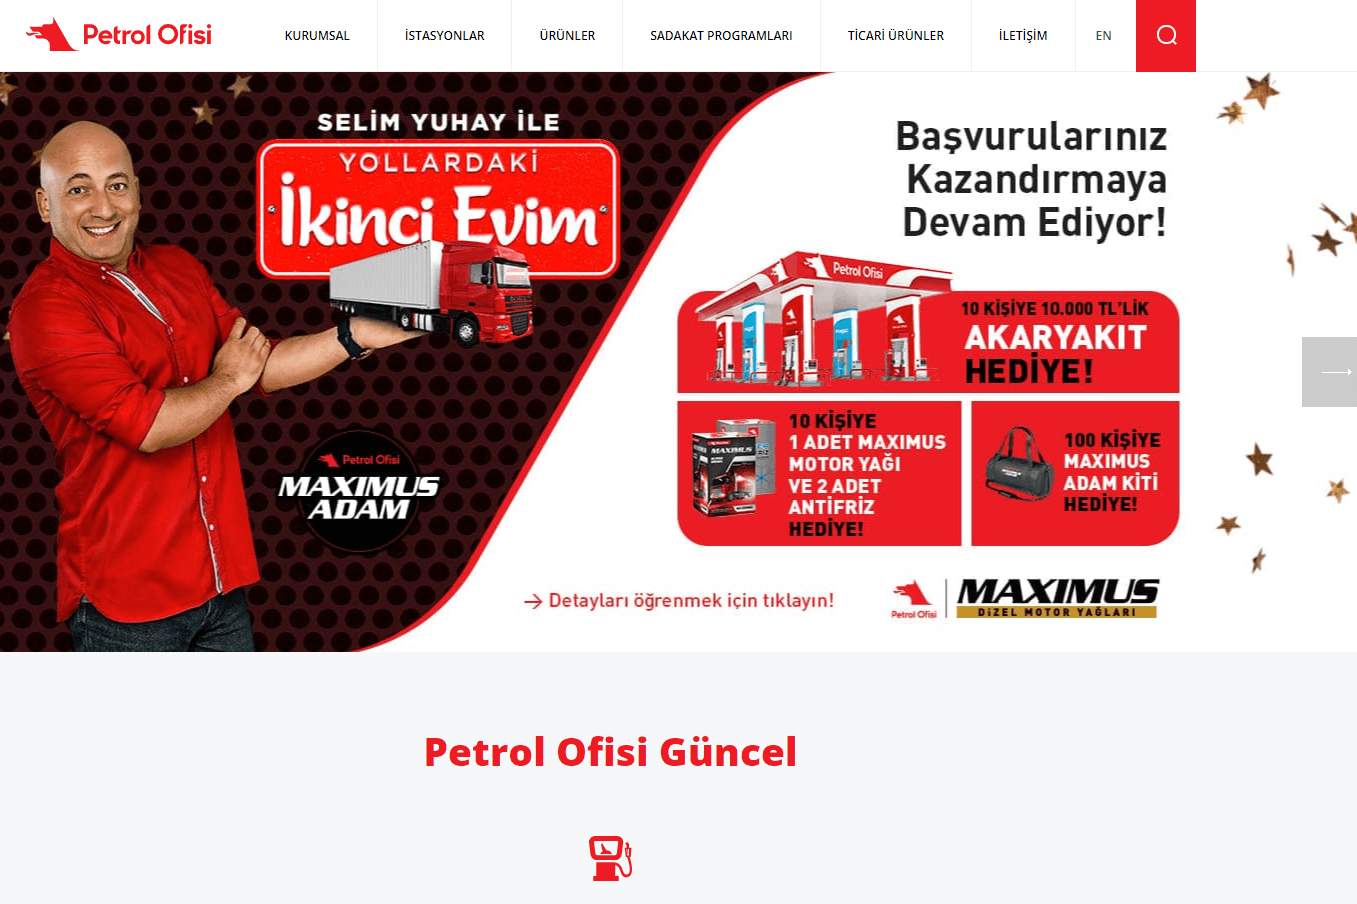 Petrol Ofisi
KURUMSAL
İSTASYONLAR
ÜRÜNLER
SADAKAT PROGRAMLARI
TİCARİ ÜRÜNLER
İLETİŞİM
EN
SELİM YUHAY İLE
YOLLARDAKİ
İkinci Evim
Petrol Ofisi
MAXIMUS
ADAM
Başvurularınız
Kazandırmaya
Devam Ediyor!
Petrol Ofisi
10 KİŞİYE 10.000 TL'LİK
AKARYAKIT
HEDİYE!
MAXIMUS
10 KİŞİYE
1 ADET MAXIMUS
MOTOR YAĞI
VE 2 ADET
ANTİFRİZ
HEDİYE!
100 KİŞİYE
MAXIMUS
ADAM KİTİ
HEDİYE!
→ Detayları öğrenmek için tıklayın!
Petrol Ofisi
MAXIMUS
DİZEL MOTOR YAĞLARI
Petrol Ofisi Güncel